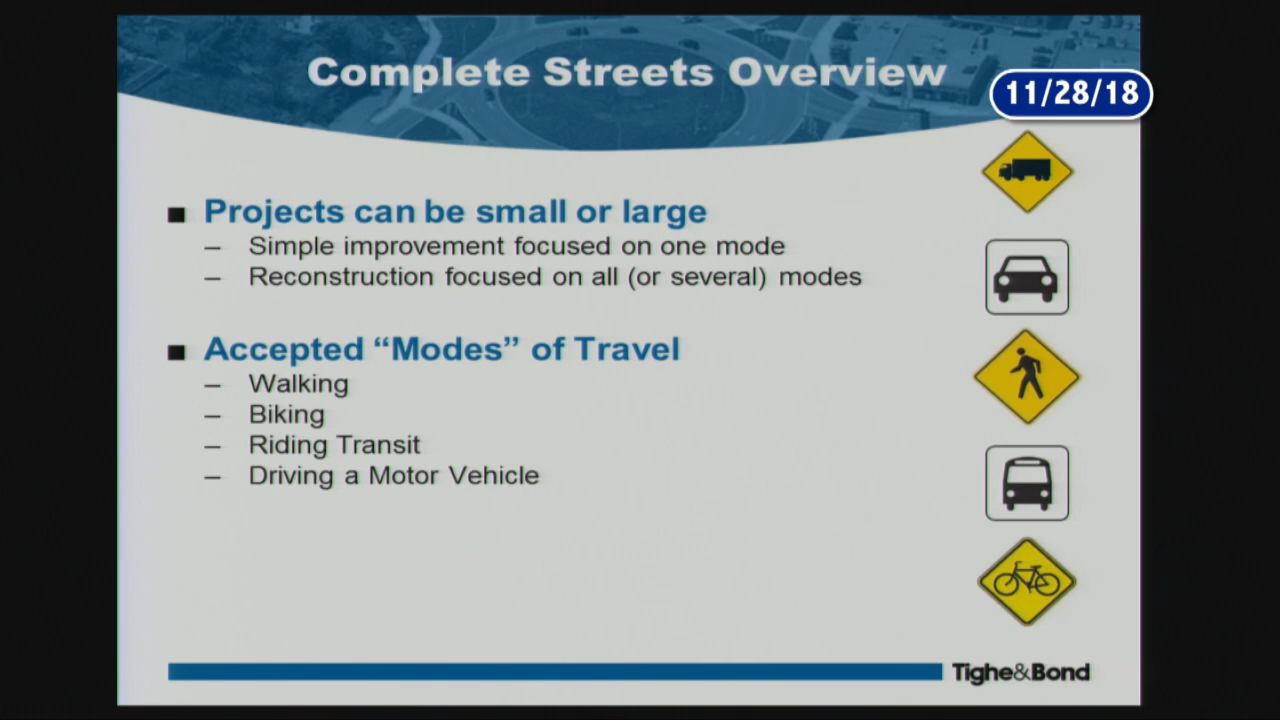 Complete Streets Overview
11/28/18
Projects can be small or large
– Simple improvement focused on one mode
– Reconstruction focused on all (or several) modes
Accepted “Modes” of Travel
– Walking
– Biking
– Riding Transit
– Driving a Motor Vehicle
Tighe&Bond